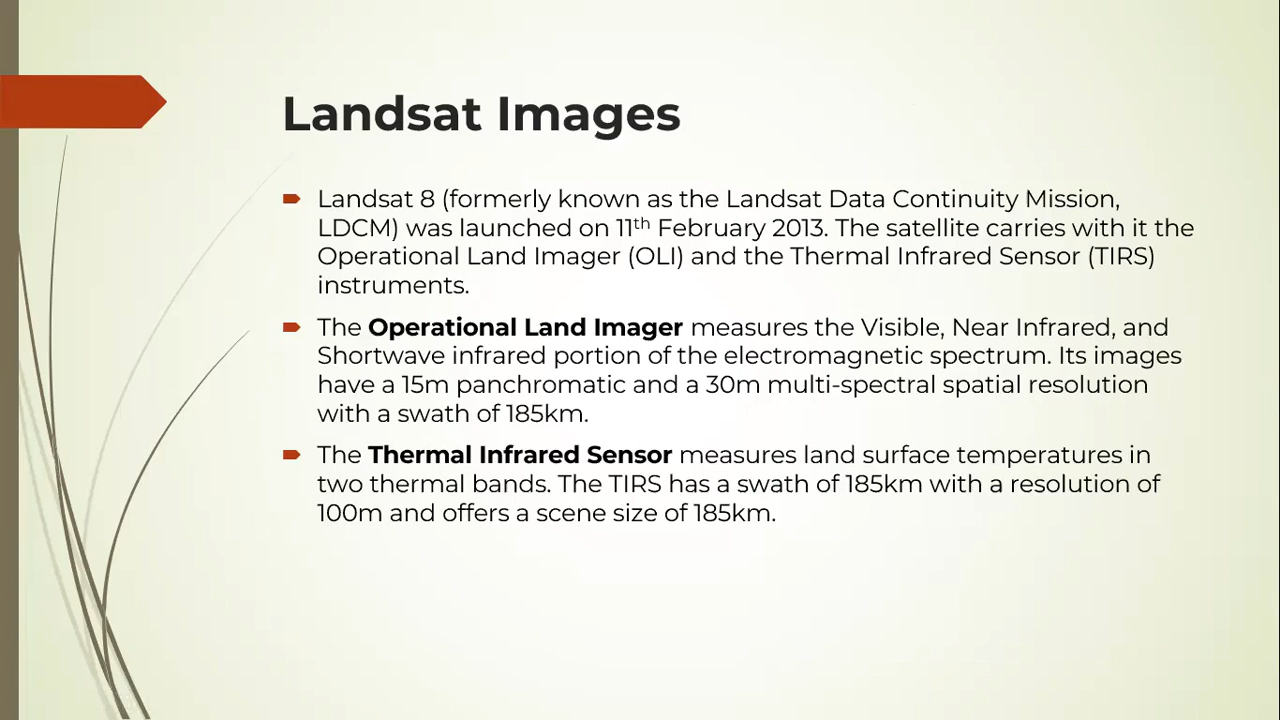 Landsat Images
Landsat 8 (formerly known as the Landsat Data Continuity Mission,
LDCM) was launched on 11th February 2013. The satellite carries with it the
Operational Land Imager (OLI) and the Thermal Infrared Sensor (TIRS)
instruments.
The Operational Land Imager measures the Visible, Near Infrared, and
Shortwave infrared portion of the electromagnetic spectrum. Its images
have a 15m panchromatic and a 30m multi-spectral spatial resolution
with a swath of 185km.
The Thermal Infrared Sensor measures land surface temperatures in
two thermal bands. The TIRS has a swath of 185km with a resolution of
100m and offers a scene size of 185km.